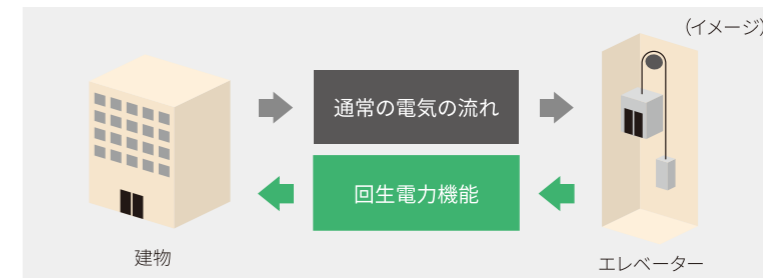 (イメージ)
通常の電気の流れ
回生電力機能
建物
エレベーター